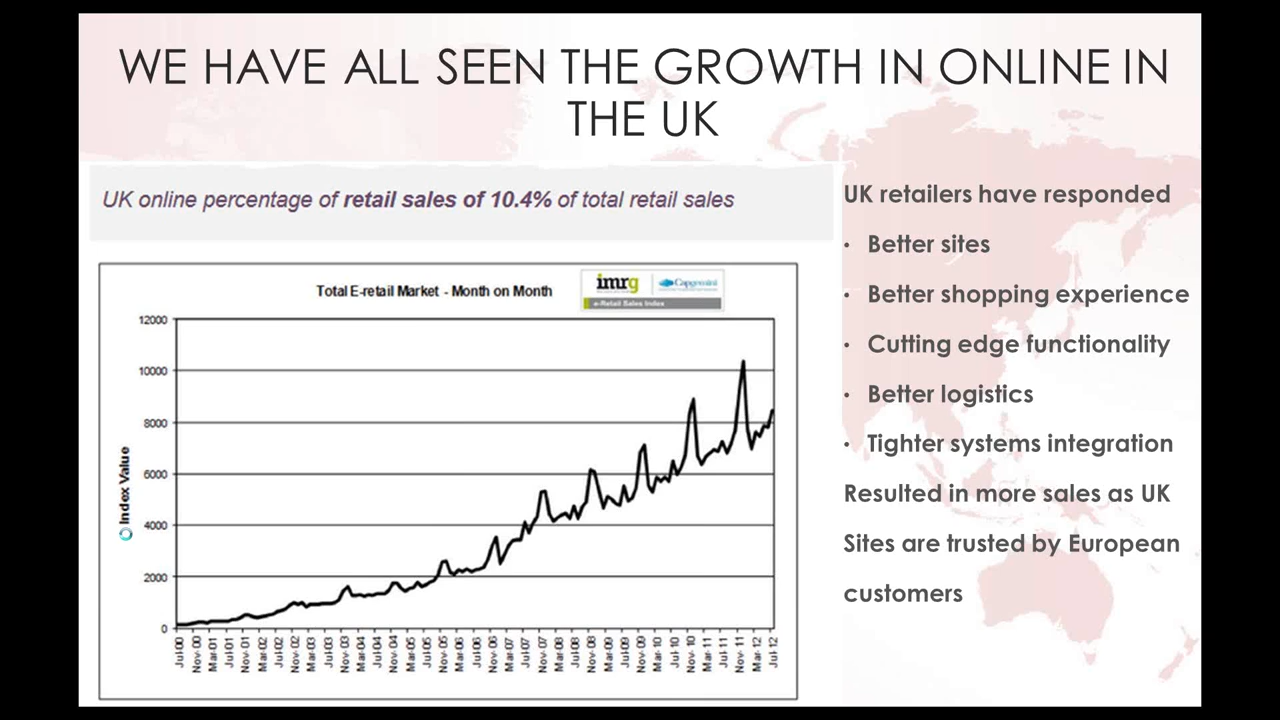 WE HAVE ALL SEEN THE GROWTH IN ONLINE IN
THE UK
UK online percentage of retail sales of 10.4% of total retail sales
Total E-retail Market - Month on Month
imrg
Capgemini
e-Retail Sales Index
Index Value
12000
10000
8000
6000
4000
2000
0
Jul-00
Nov-00
Mar-01
Jul-01
Nov-01
Mar-02
Jul-02
Nov-02
Mar-03
Jul-03
Nov-03
Mar-04
Jul-04
Nov-04
Mar-05
Jul-05
Nov-05
Mar-06
Jul-06
Nov-06
Mar-07
Jul-07
Nov-07
Mar-08
Jul-08
Nov-08
Mar-09
Jul-09
Nov-09
Mar-10
Jul-10
Nov-10
Mar-11
Jul-11
Nov-11
Mar-12
Jul-12
UK retailers have responded
• Better sites
• Better shopping experience
• Cutting edge functionality
• Better logistics
• Tighter systems integration
Resulted in more sales as UK
Sites are trusted by European
customers